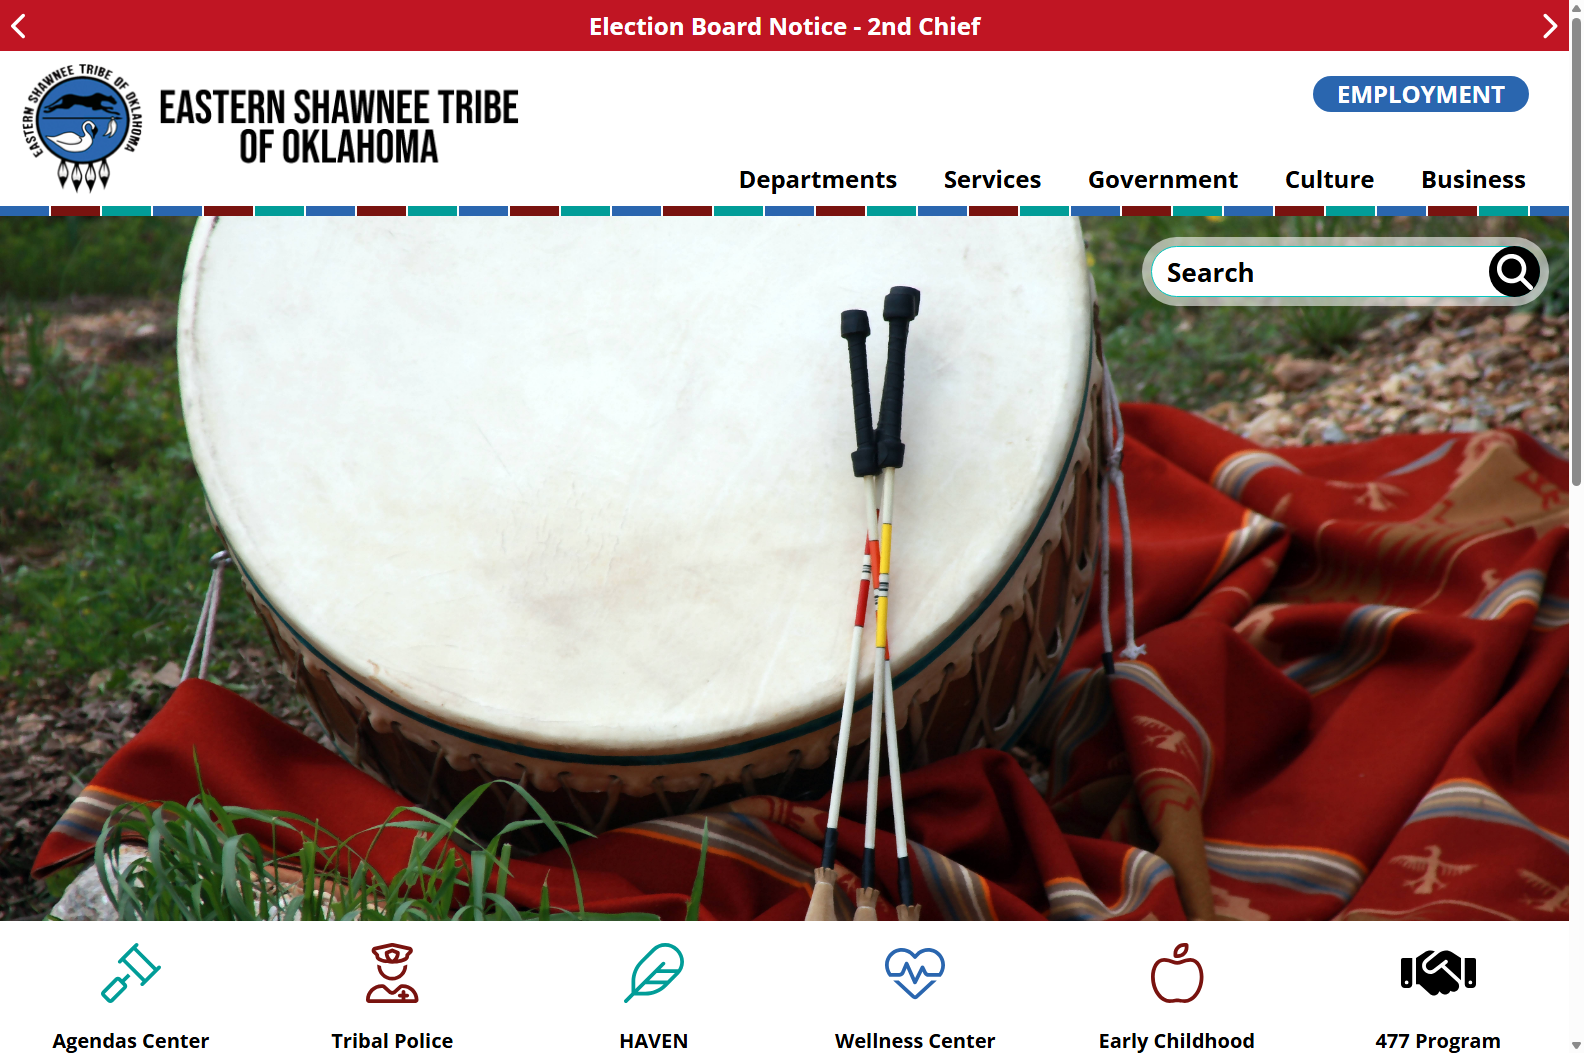 Election Board Notice - 2nd Chief
EASTERN SHAWNEE TRIBE OF OKLAHOMA
EASTERN SHAWNEE TRIBE
OF OKLAHOMA
EMPLOYMENT
Departments Services Government Culture Business
Search
Agendas Center Tribal Police HAVEN Wellness Center Early Childhood 477 Program